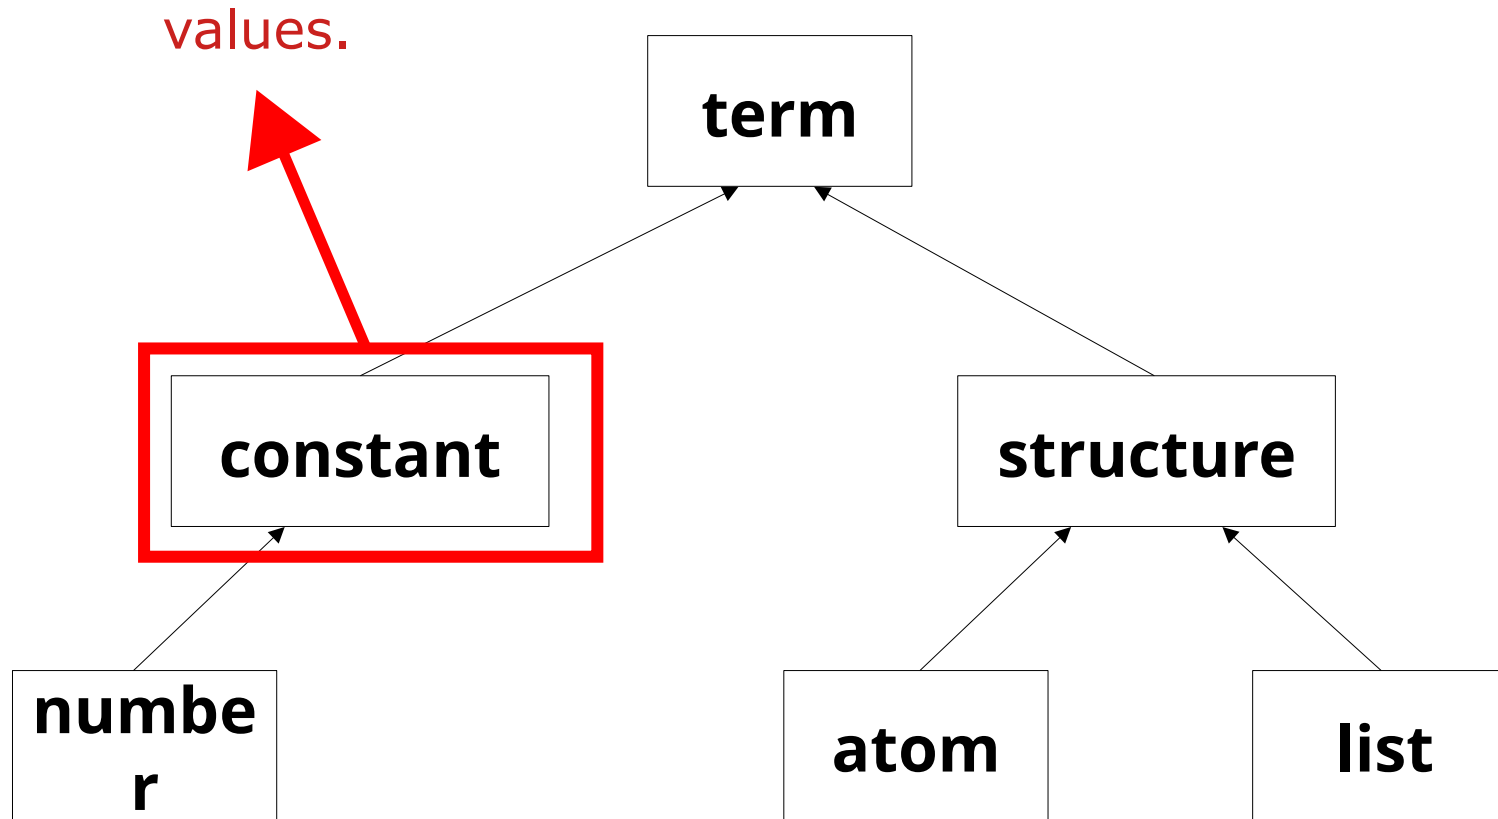 values.
term
constant
structure
numbe
r
atom
list